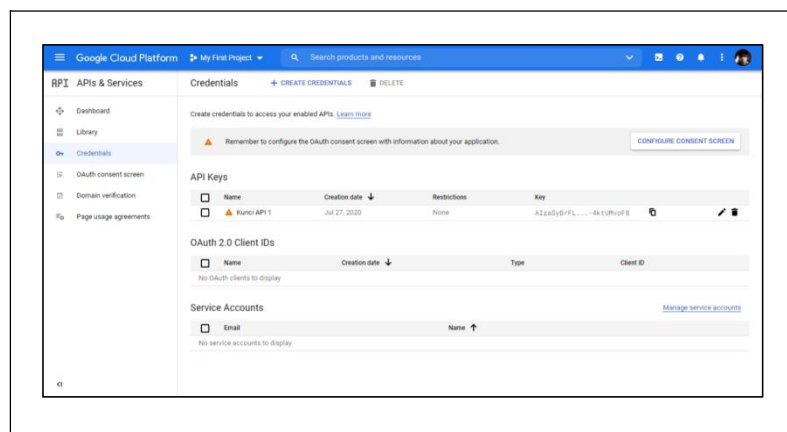 Google Cloud Platform My First Project Search products and resources
API APIs & Services
Credentials + CREATE CREDENTIALS DELETE
Dashboard
Library
Credentials
OAuth consent screen
Domain verification
Page usage agreements
Create credentials to access your enabled APIs. Learn more
Remember to configure the OAuth consent screen with information about your application. CONFIGURE CONSENT SCREEN
API Keys
Name Creation date Restrictions Key
Kunci API 1 Jul 27, 2020 None
OAuth 2.0 Client IDs
Name Creation date Type Client ID
No OAuth clients to display
Service Accounts Manage service accounts
Email Name
No service accounts to display